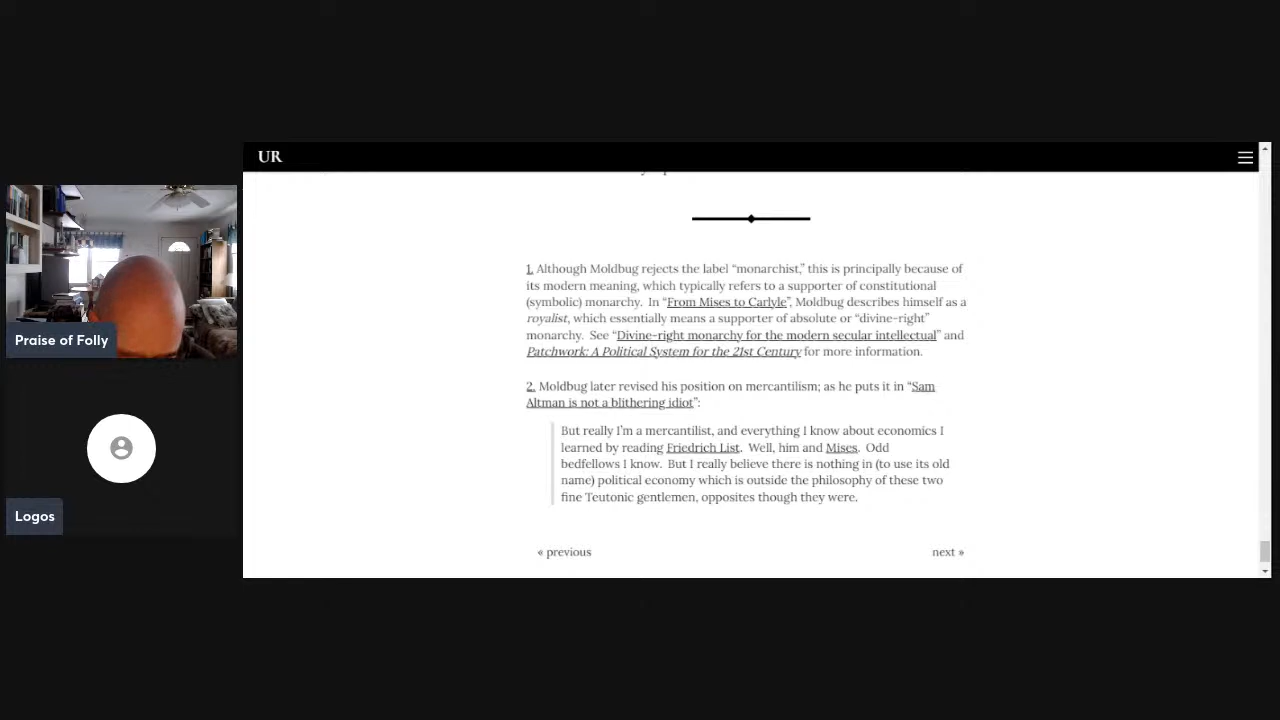 UR
Praise of Folly
Logos
1. Although Moldbug rejects the label “monarchist,” this is principally because of
its modern meaning, which typically refers to a supporter of constitutional
(symbolic) monarchy. In “From Mises to Carlyle”, Moldbug describes himself as a
royalist, which essentially means a supporter of absolute or “divine-right”
monarchy. See “Divine-right monarchy for the modern secular intellectual” and
Patchwork: A Political System for the 21st Century for more information.
2. Moldbug later revised his position on mercantilism; as he puts it in “Sam
Altman is not a blithering idiot”:
But really I’m a mercantilist, and everything I know about economics I
learned by reading Friedrich List. Well, him and Mises. Odd
bedfellows I know. But I really believe there is nothing in (to use its old
name) political economy which is outside the philosophy of these two
fine Teutonic gentlemen, opposites though they were.
« previous
next »